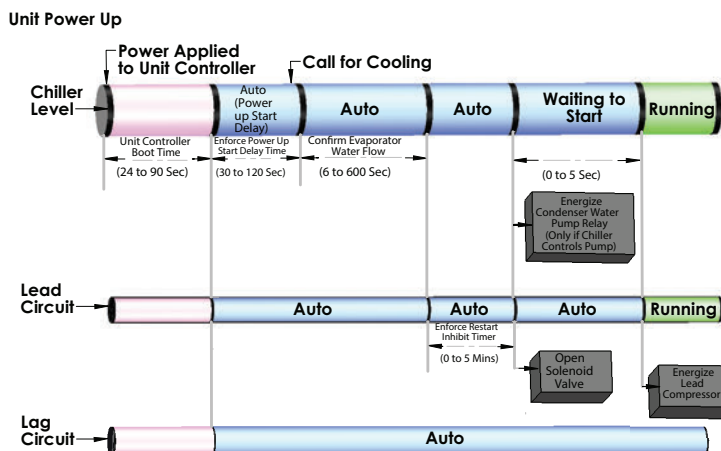 Unit Power Up
Power Applied
to Unit Controller
Call for Cooling
Chiller
Level
Auto
(Power
up Start
Delay)
Auto
Auto
Waiting to
Start
Running
Unit Controller
Boot Time
(24 to 90 Sec)
Enforce Power Up
Start Delay Time
(30 to 120 Sec)
Confirm Evaporator
Water Flow
(6 to 600 Sec)
(0 to 5 Sec)
Energize
Condenser Water
Pump Relay
(Only if Chiller
Controls Pump)
Lead
Circuit
Auto
Auto
Auto
Running
Enforce Restart
Inhibit Timer
(0 to 5 Mins)
Open
Solenoid
Valve
Energize
Lead
Compressor
Lag
Circuit
Auto